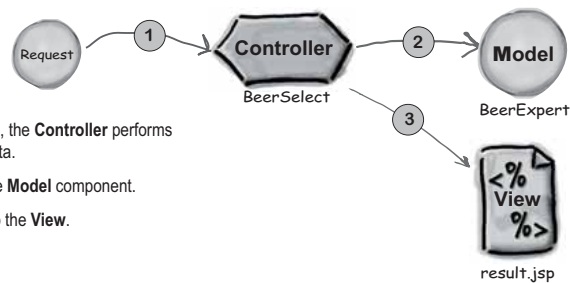 Request
1
Controller
BeerSelect
2
Model
BeerExpert
3
<%
View
%>
result.jsp
, the Controller performs
ta.
e Model component.
o the View.